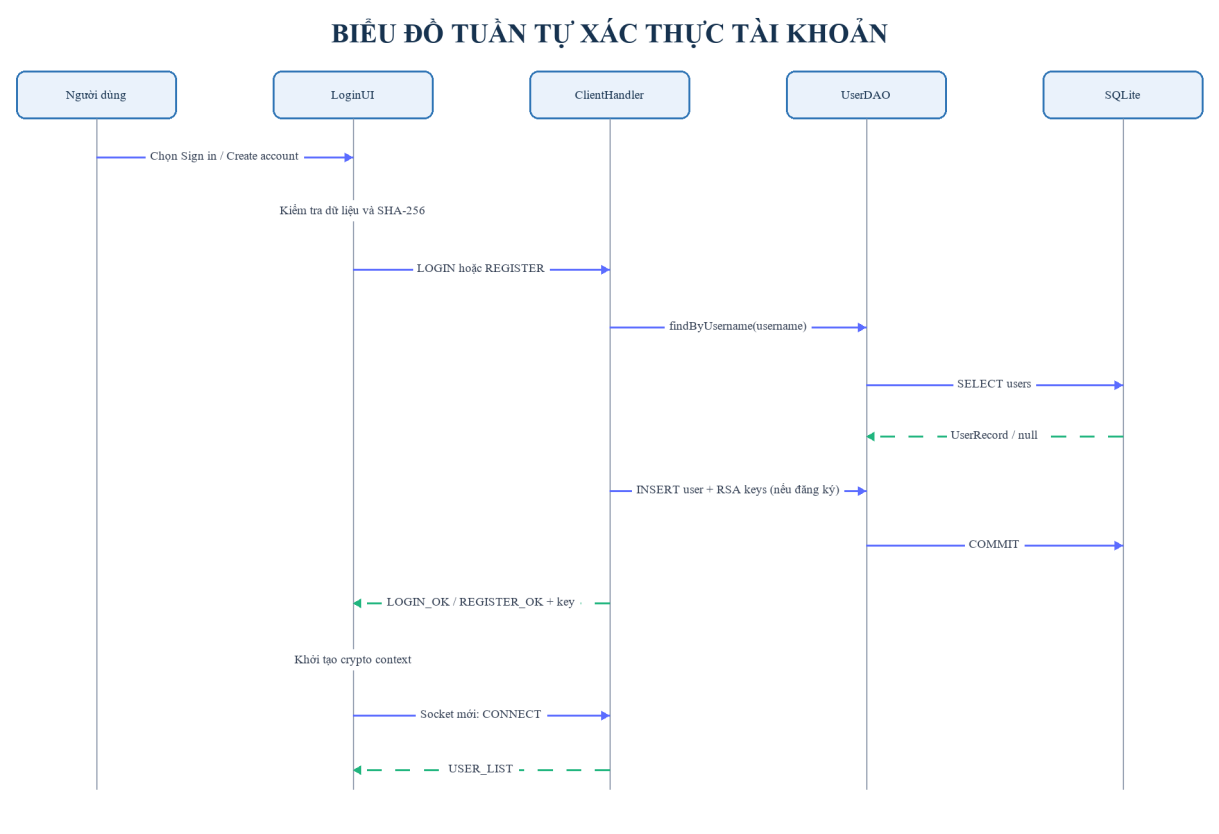 BIỂU ĐỒ TUẦN TỰ XÁC THỰC TÀI KHOẢN
Người dùng
LoginUI
ClientHandler
UserDAO
SQLite
Chọn Sign in / Create account
Kiểm tra dữ liệu và SHA-256
LOGIN hoặc REGISTER
findByUsername(username)
SELECT users
UserRecord / null
INSERT user + RSA keys (nếu đăng ký)
COMMIT
LOGIN_OK / REGISTER_OK + key
Khởi tạo crypto context
Socket mới: CONNECT
USER_LIST